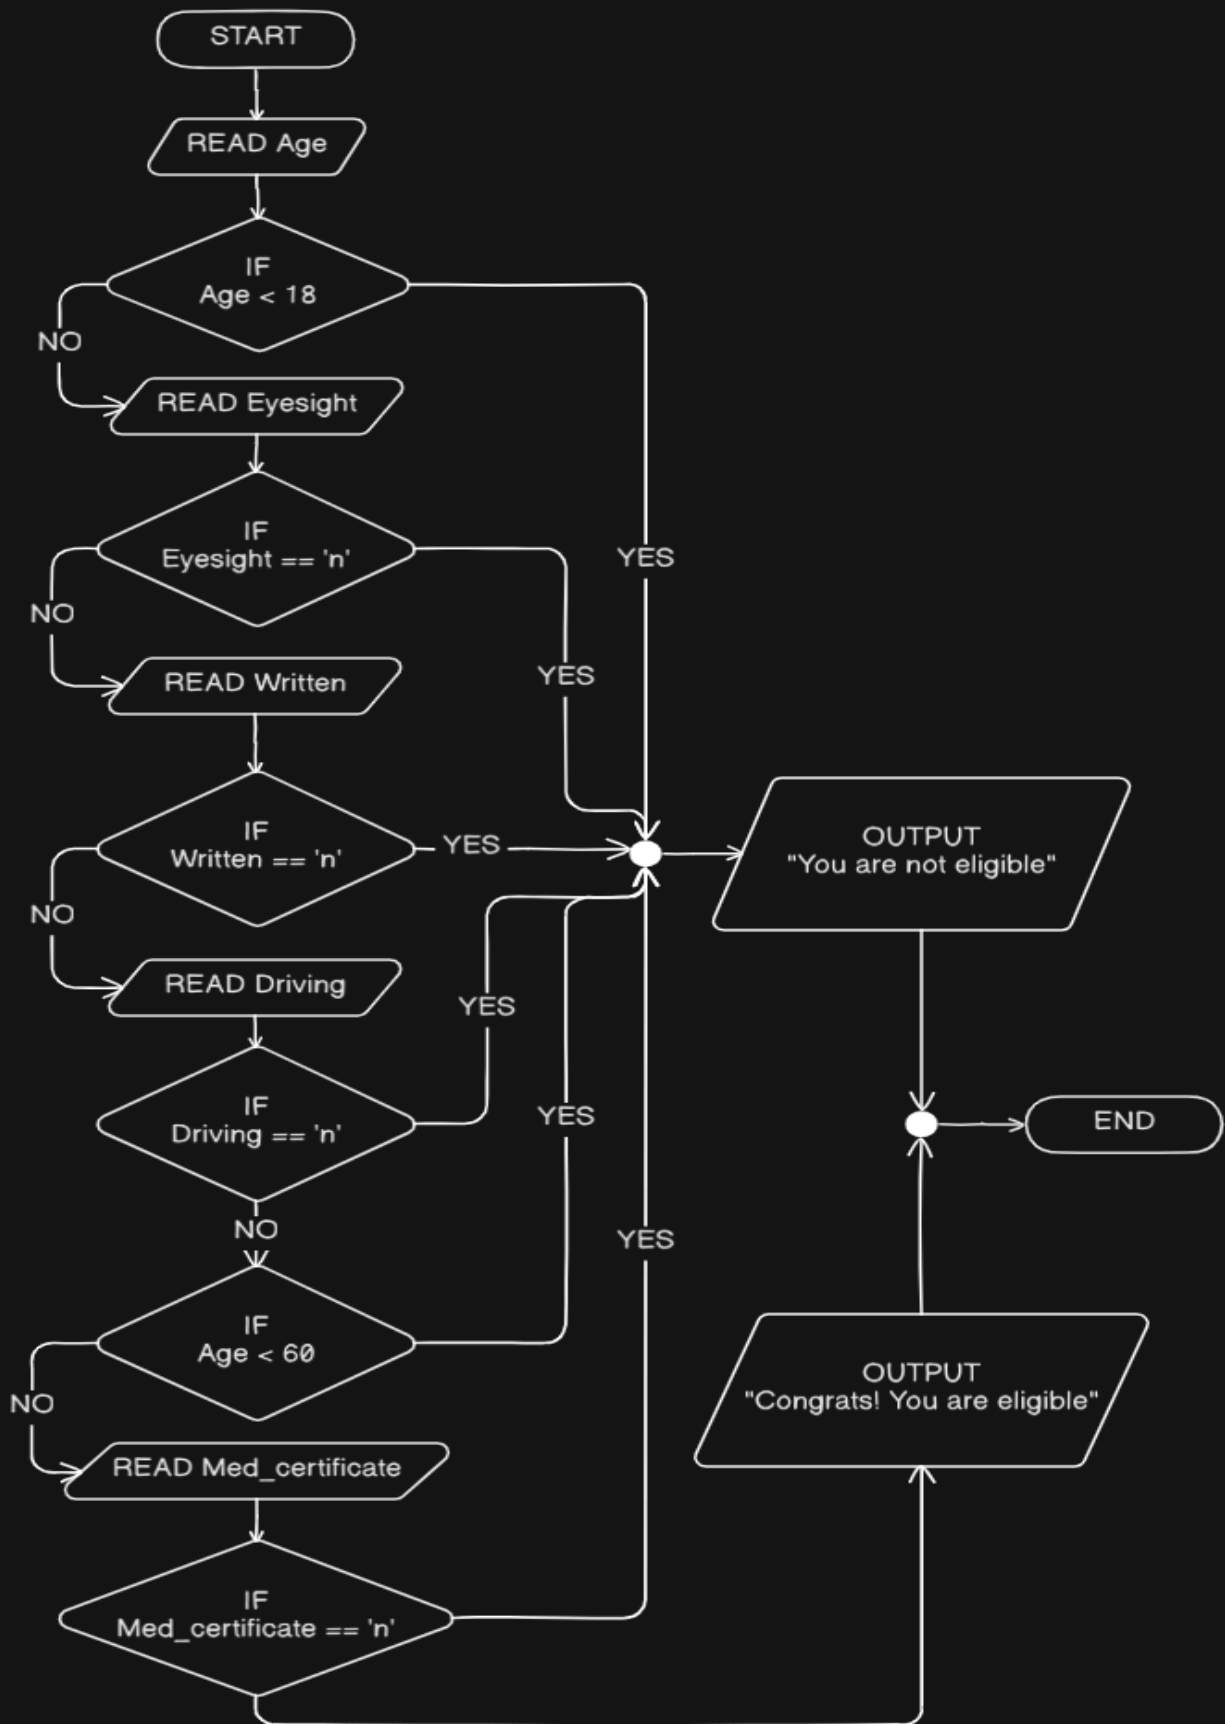 START
READ Age
IF
Age < 18
NO
YES
READ Eyesight
IF
Eyesight == 'n'
NO
YES
READ Written
IF
Written == 'n'
YES
NO
OUTPUT
"You are not eligible"
READ Driving
YES
IF
Driving == 'n'
NO
YES
END
IF
Age < 60
NO
YES
OUTPUT
"Congrats! You are eligible"
READ Med_certificate
IF
Med_certificate == 'n'